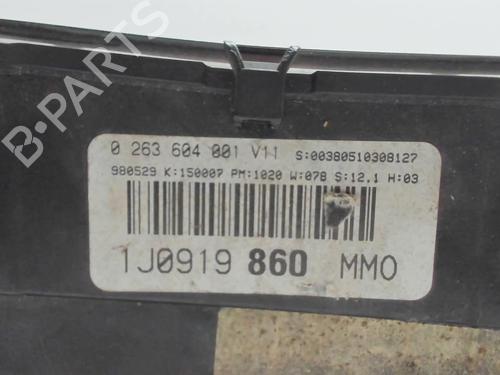 B-PARTS
0 263 604 001 V11 S:00380510308127
980529 K:150007 PM:1020 W:078 S:12.1 H:03
1J0919 860 MMO